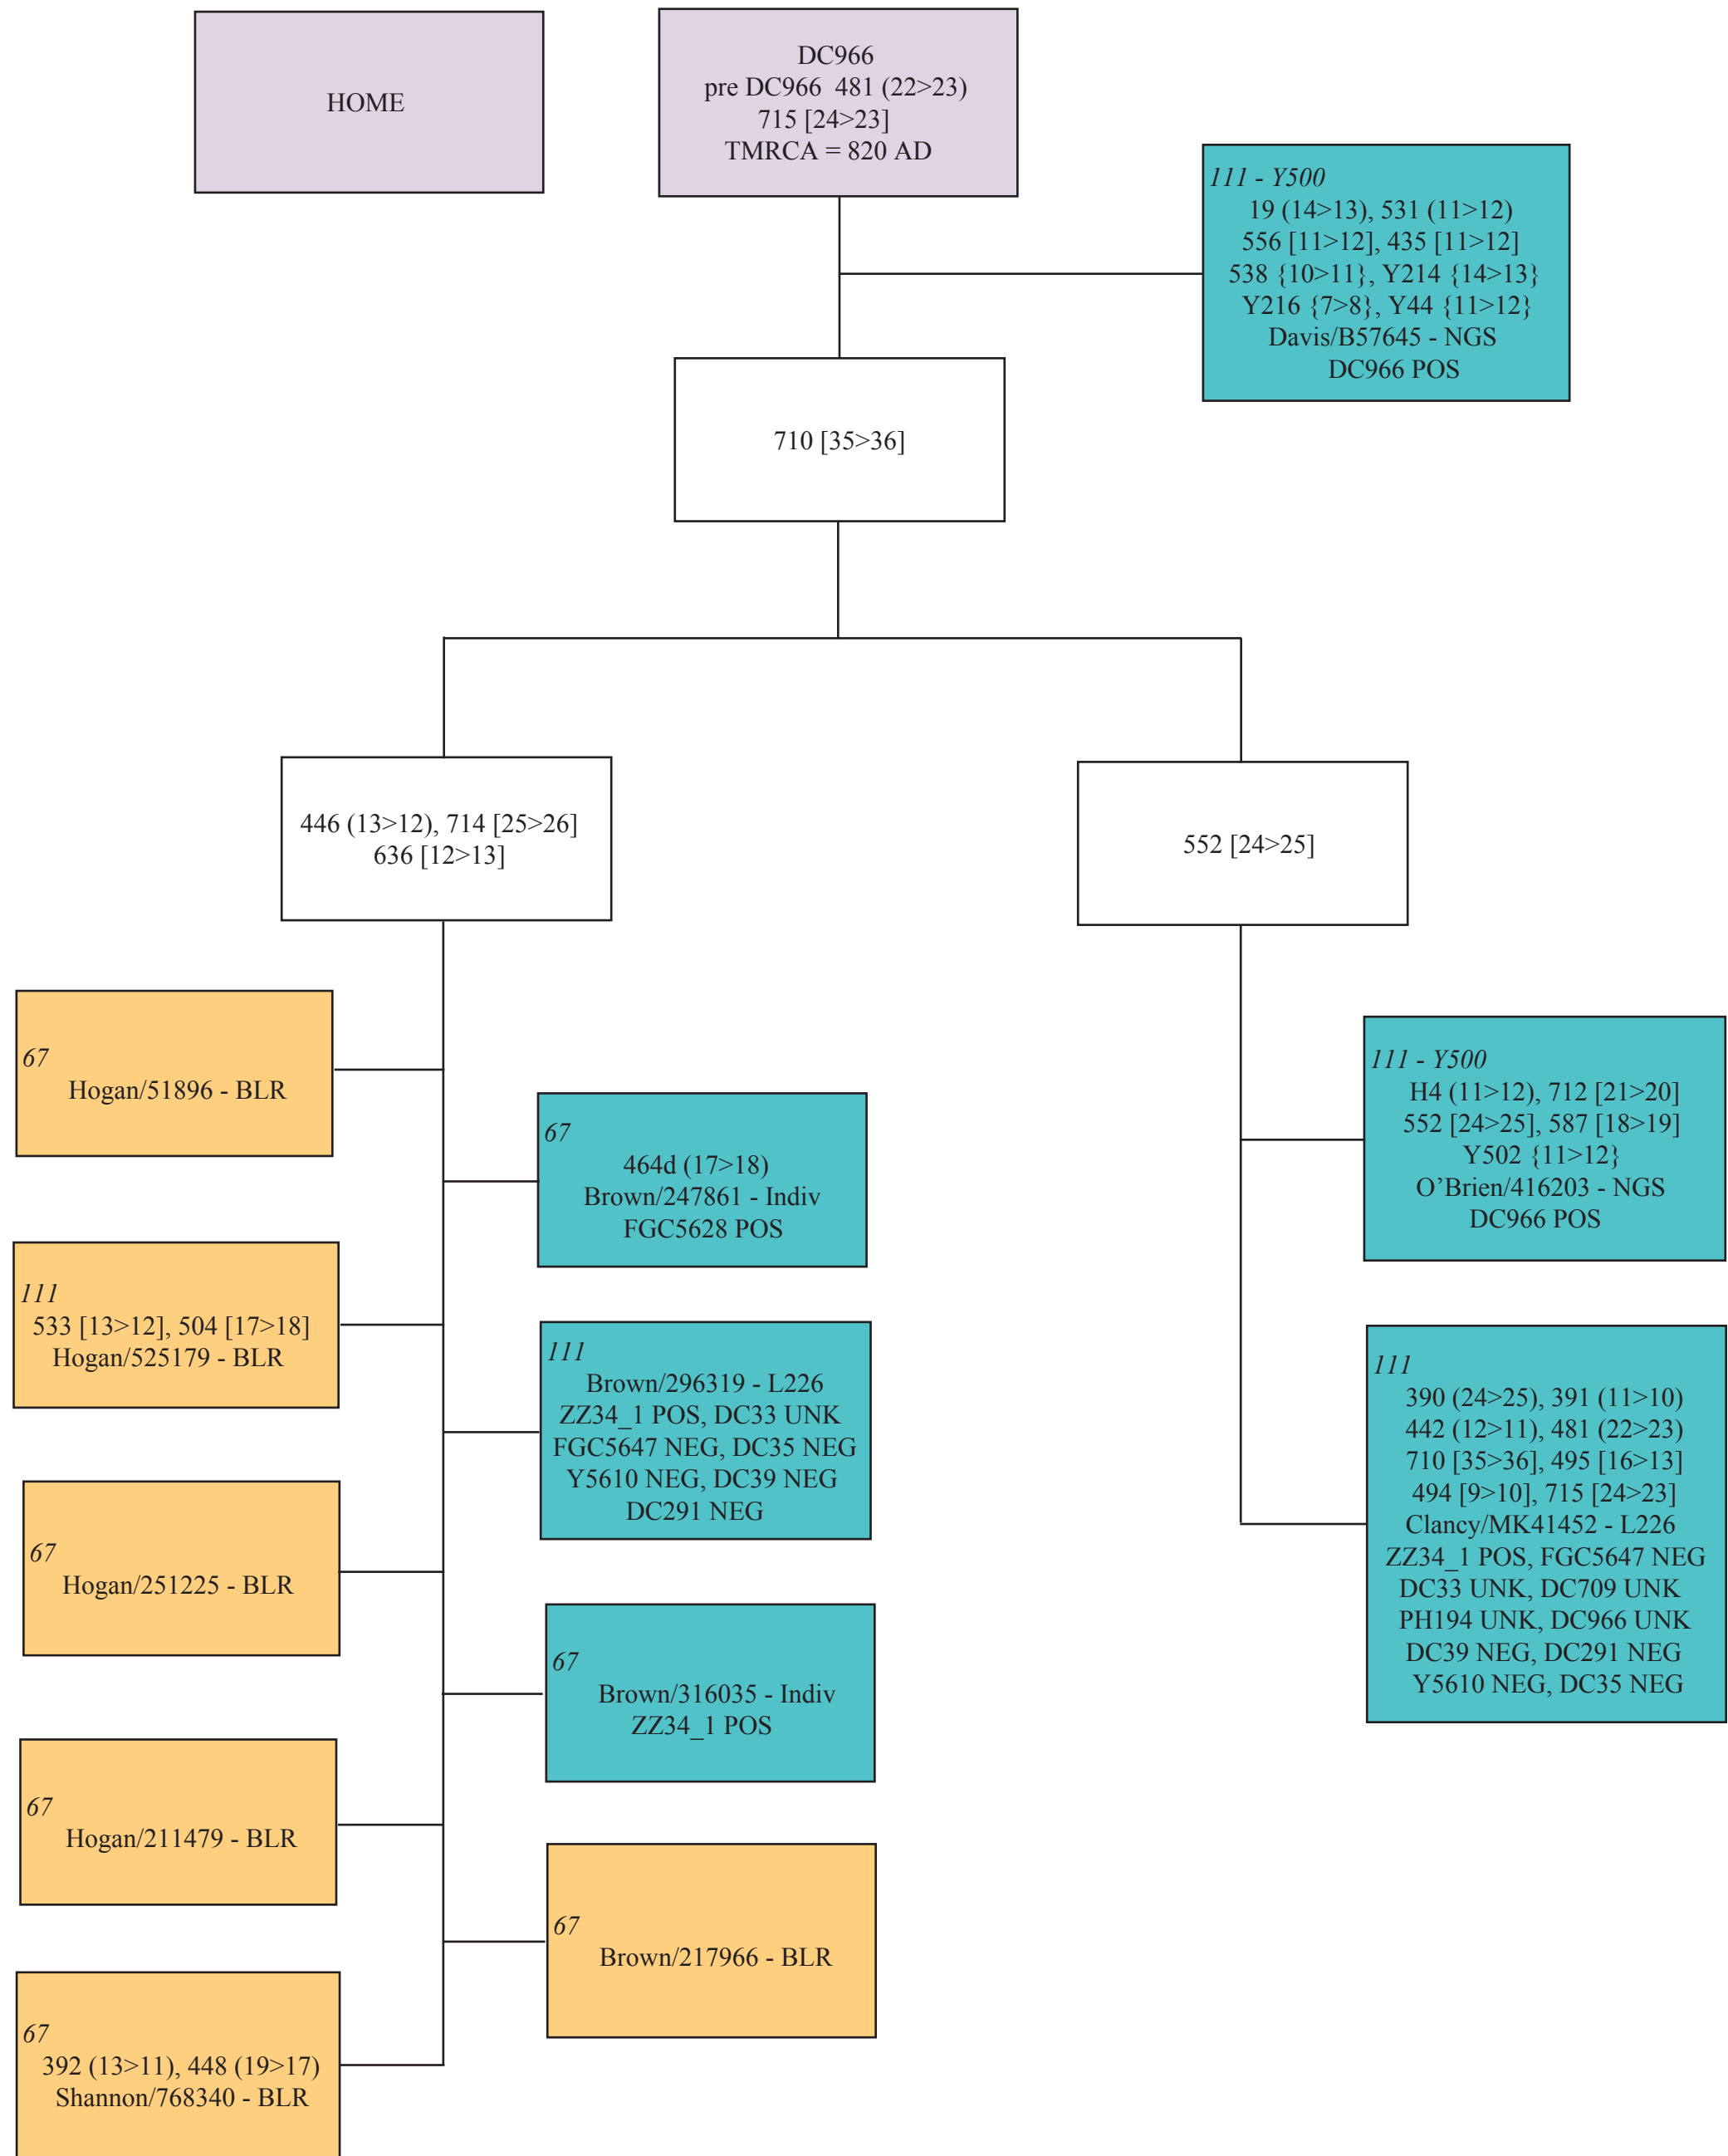 HOME
DC966
pre DC966  481 (22>23)
715 [24>23]
TMRCA = 820 AD
111 - Y500
19 (14>13), 531 (11>12)
556 [11>12], 435 [11>12]
538 {10>11}, Y214 {14>13}
Y216 {7>8}, Y44 {11>12}
Davis/B57645 - NGS
DC966 POS
710 [35>36]
446 (13>12), 714 [25>26]
636 [12>13]
552 [24>25]
67
Hogan/51896 - BLR
67
464d (17>18)
Brown/247861 - Indiv
FGC5628 POS
111
533 [13>12], 504 [17>18]
Hogan/525179 - BLR
111
Brown/296319 - L226
ZZ34_1 POS, DC33 UNK
FGC5647 NEG, DC35 NEG
Y5610 NEG, DC39 NEG
DC291 NEG
67
Hogan/251225 - BLR
67
Brown/316035 - Indiv
ZZ34_1 POS
67
Hogan/211479 - BLR
67
Brown/217966 - BLR
67
392 (13>11), 448 (19>17)
Shannon/768340 - BLR
111 - Y500
H4 (11>12), 712 [21>20]
552 [24>25], 587 [18>19]
Y502 {11>12}
O’Brien/416203 - NGS
DC966 POS
111
390 (24>25), 391 (11>10)
442 (12>11), 481 (22>23)
710 [35>36], 495 [16>13]
494 [9>10], 715 [24>23]
Clancy/MK41452 - L226
ZZ34_1 POS, FGC5647 NEG
DC33 UNK, DC709 UNK
PH194 UNK, DC966 UNK
DC39 NEG, DC291 NEG
Y5610 NEG, DC35 NEG